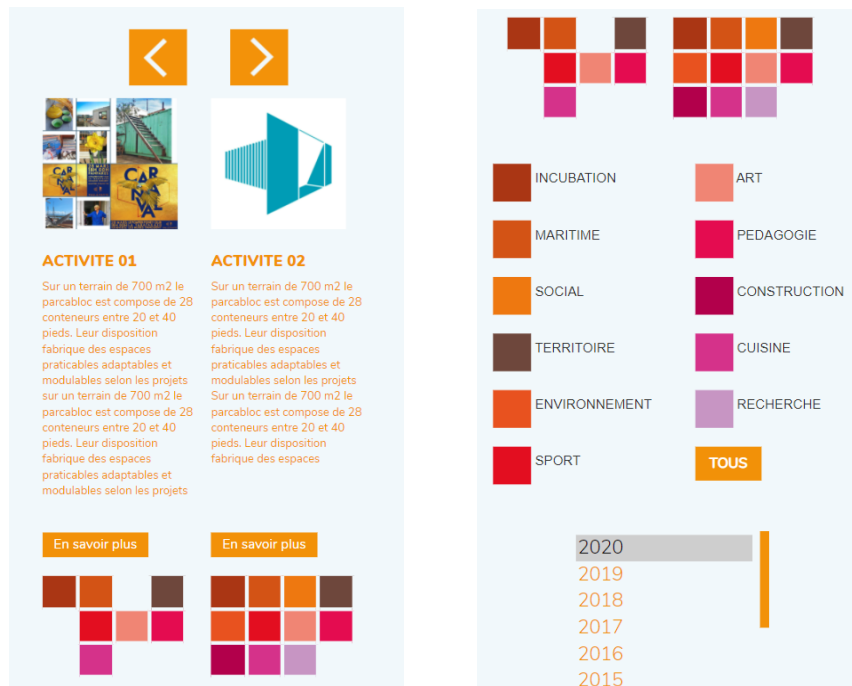 CAR
NA
VAL
CAR
NA
VAL
ACTIVITE 01
Sur un terrain de 700 m2 le
parcabloc est compose de 28
conteneurs entre 20 et 40
pieds. Leur disposition
fabrique des espaces
praticables adaptables et
modulables selon les projets
sur un terrain de 700 m2 le
parcabloc est compose de 28
conteneurs entre 20 et 40
pieds. Leur disposition
fabrique des espaces
praticables adaptables et
modulables selon les projets
En savoir plus
ACTIVITE 02
Sur un terrain de 700 m2 le
parcabloc est compose de 28
conteneurs entre 20 et 40
pieds. Leur disposition
fabrique des espaces
praticables adaptables et
modulables selon les projets
Sur un terrain de 700 m2 le
parcabloc est compose de 28
conteneurs entre 20 et 40
pieds. Leur disposition
fabrique des espaces
En savoir plus
INCUBATION
MARITIME
SOCIAL
TERRITOIRE
ENVIRONNEMENT
SPORT
ART
PEDAGOGIE
CONSTRUCTION
CUISINE
RECHERCHE
TOUS
2020
2019
2018
2017
2016
2015